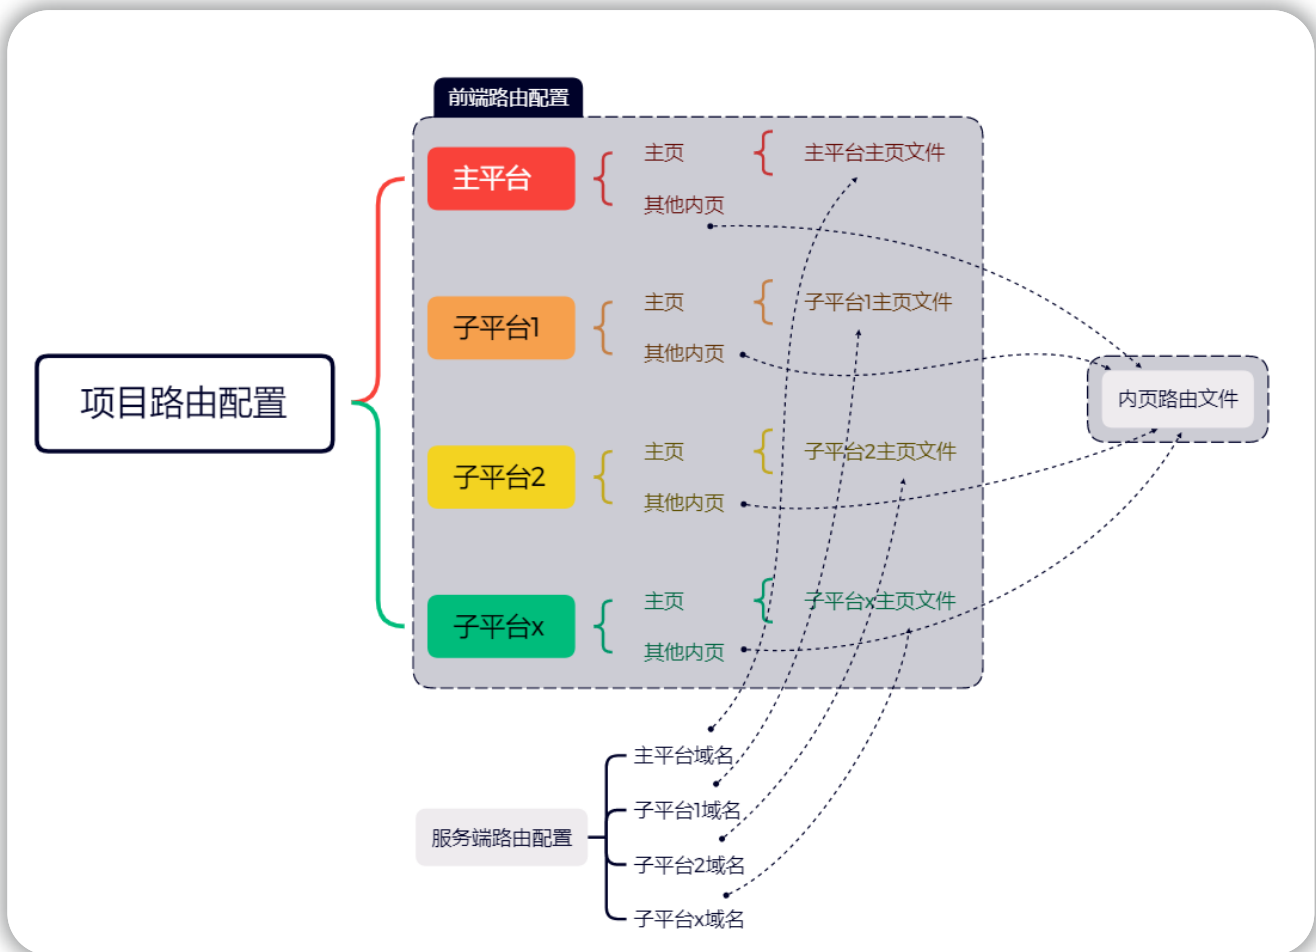 前端路由配置
主平台
主页
主平台主页文件
其他内页
子平台1
主页
子平台1主页文件
其他内页
项目路由配置
内页路由文件
子平台2
主页
子平台2主页文件
其他内页
子平台x
主页
子平台x主页文件
其他内页
服务端路由配置
主平台域名
子平台1域名
子平台2域名
子平台x域名